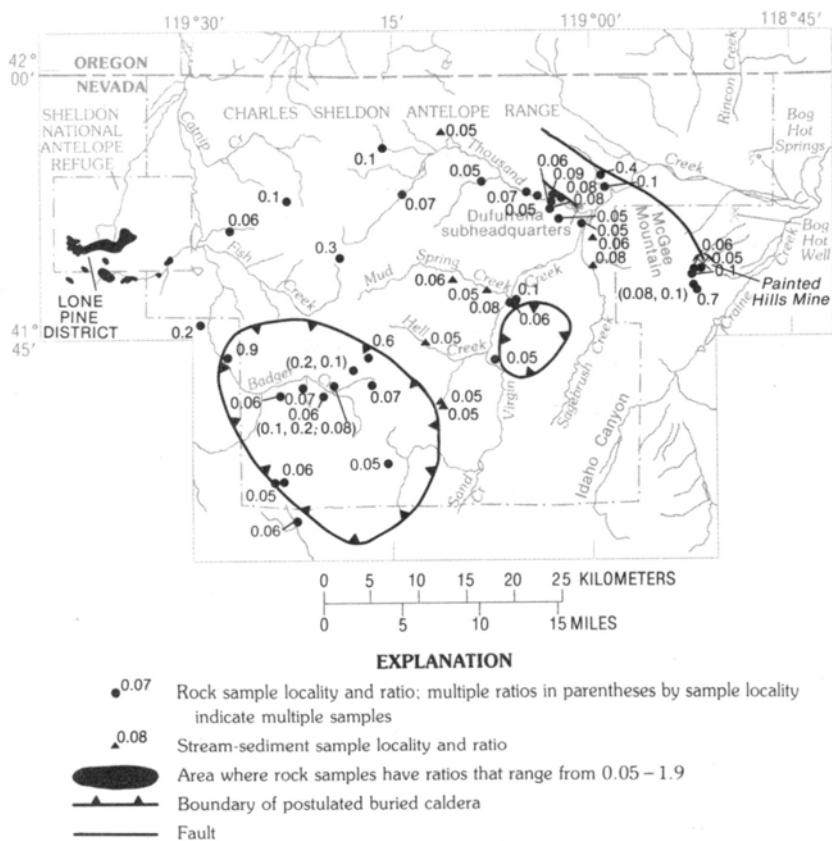 119°30'
15'
119°00'
118°45'
42°
00'
OREGON
NEVADA
SHELDON
NATIONAL
ANTELOPE
REFUGE
CHARLES SHELDON ANTELOPE RANGE
Catnip
Cr
Thousand
Creek
Rincon Creek
Bog
Hot
Springs
5°
0.05
0.1
0.05
0.07
0.06
0.09
0.08
0.08
0.05
0.4
0.1
0.1
0.07
0.06
Dufurrena
subheadquarters
0.05
0.05
0.06
0.08
McGee
Mountain
Bog
Hot
Well
0.06
0.05
0.1
(0.08, 0.1)
0.7
Painted
Hills Mine
Craine
Creek
LONE
PINE
DISTRICT
Fish
Creek
0.3
Mud
Spring
Creek
Creek
0.06
0.05
0.1
0.08
0.06
Hell
Creek
0.05
0.05
Virgin
Sagebrush Creek
Idaho Canyon
41°
45'
0.2
0.9
0.6
(0.2, 0.1)
Badger
Cr
0.06
0.07
0.06
0.07
(0.1, 0.2; 0.08)
0.05
0.05
0.05
0.06
0.05
0.06
Sand
Cr
0 5 10 15 20 25 KILOMETERS
0 5 10 15 MILES
EXPLANATION
0.07 Rock sample locality and ratio; multiple ratios in parentheses by sample locality
indicate multiple samples
0.08 Stream-sediment sample locality and ratio
Area where rock samples have ratios that range from 0.05 – 1.9
Boundary of postulated buried caldera
Fault